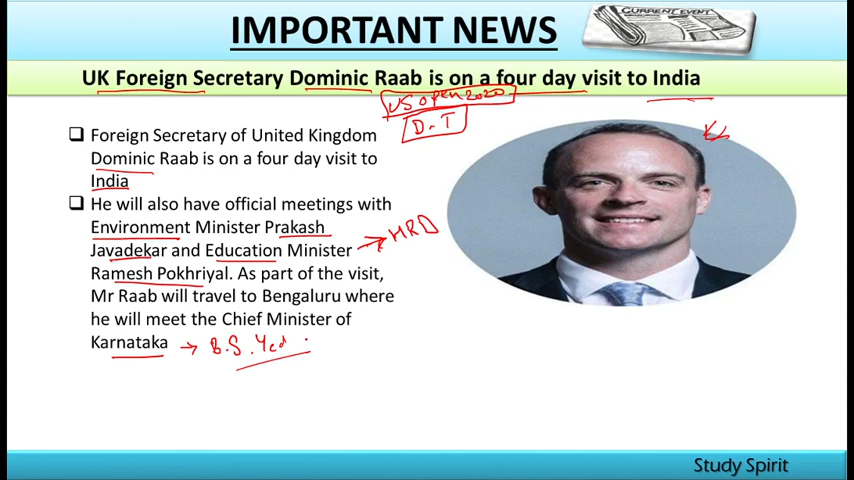 IMPORTANT NEWS
CURRENT EVENT
UK Foreign Secretary Dominic Raab is on a four day visit to India
US OPEN 2020
D-T
Foreign Secretary of United Kingdom
Dominic Raab is on a four day visit to
India
He will also have official meetings with
Environment Minister Prakash
Javadekar and Education Minister
→ HRD
Ramesh Pokhriyal. As part of the visit,
Mr Raab will travel to Bengaluru where
he will meet the Chief Minister of
Karnataka → B.S. Yed
Study Spirit